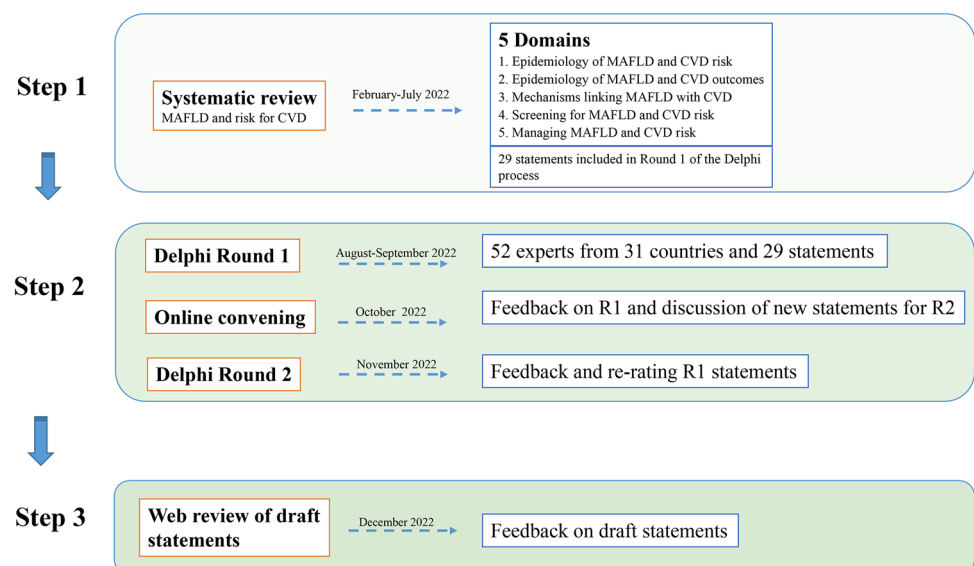 Step 1
Systematic review
MAFLD and risk for CVD
February-July 2022
5 Domains
1. Epidemiology of MAFLD and CVD risk
2. Epidemiology of MAFLD and CVD outcomes
3. Mechanisms linking MAFLD with CVD
4. Screening for MAFLD and CVD risk
5. Managing MAFLD and CVD risk
29 statements included in Round 1 of the Delphi
process
Step 2
Delphi Round 1
August-September 2022
52 experts from 31 countries and 29 statements
Online convening
October 2022
Feedback on R1 and discussion of new statements for R2
Delphi Round 2
November 2022
Feedback and re-rating R1 statements
Step 3
Web review of draft
statements
December 2022
Feedback on draft statements